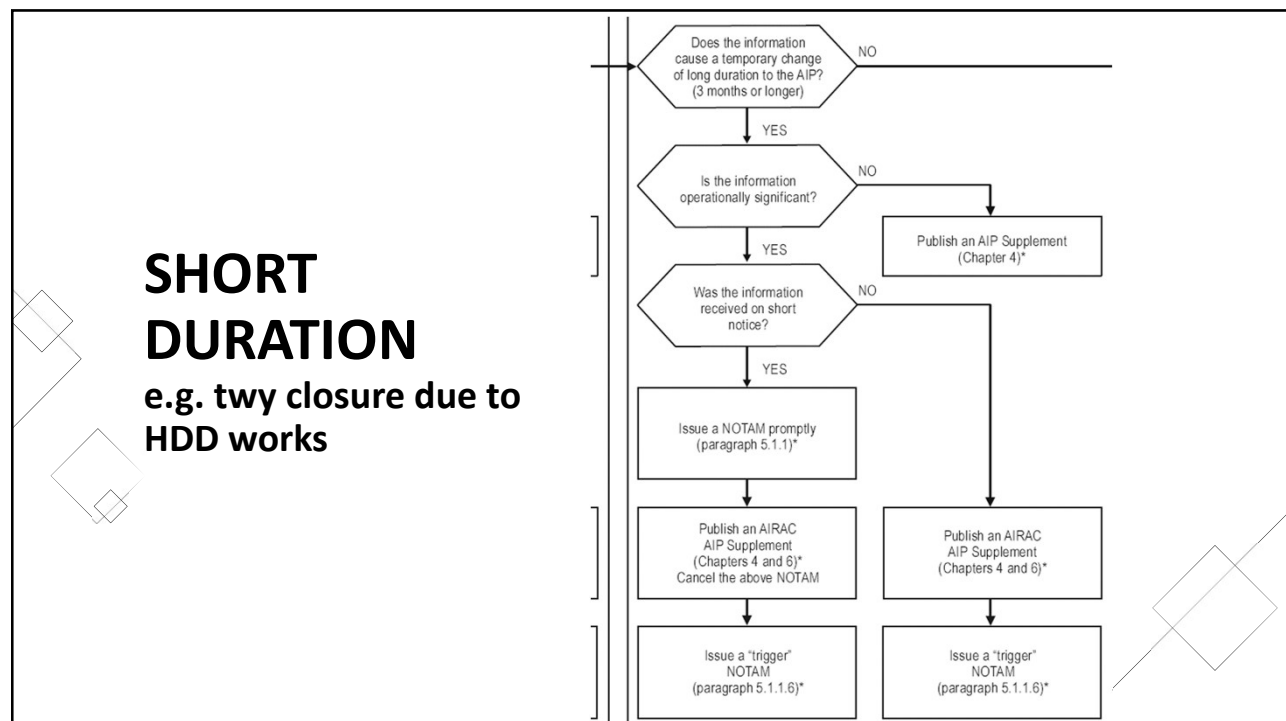 SHORT
DURATION
e.g. twy closure due to
HDD works
Does the information
cause a temporary change
of long duration to the AIP?
(3 months or longer)
NO
YES
Is the information
operationally significant?
NO
Publish an AIP Supplement
(Chapter 4)*
YES
Was the information
received on short
notice?
NO
YES
Issue a NOTAM promptly
(paragraph 5.1.1)*
Publish an AIRAC
AIP Supplement
(Chapters 4 and 6)*
Cancel the above NOTAM
Publish an AIRAC
AIP Supplement
(Chapters 4 and 6)*
Issue a “trigger”
NOTAM
(paragraph 5.1.1.6)*
Issue a “trigger”
NOTAM
(paragraph 5.1.1.6)*